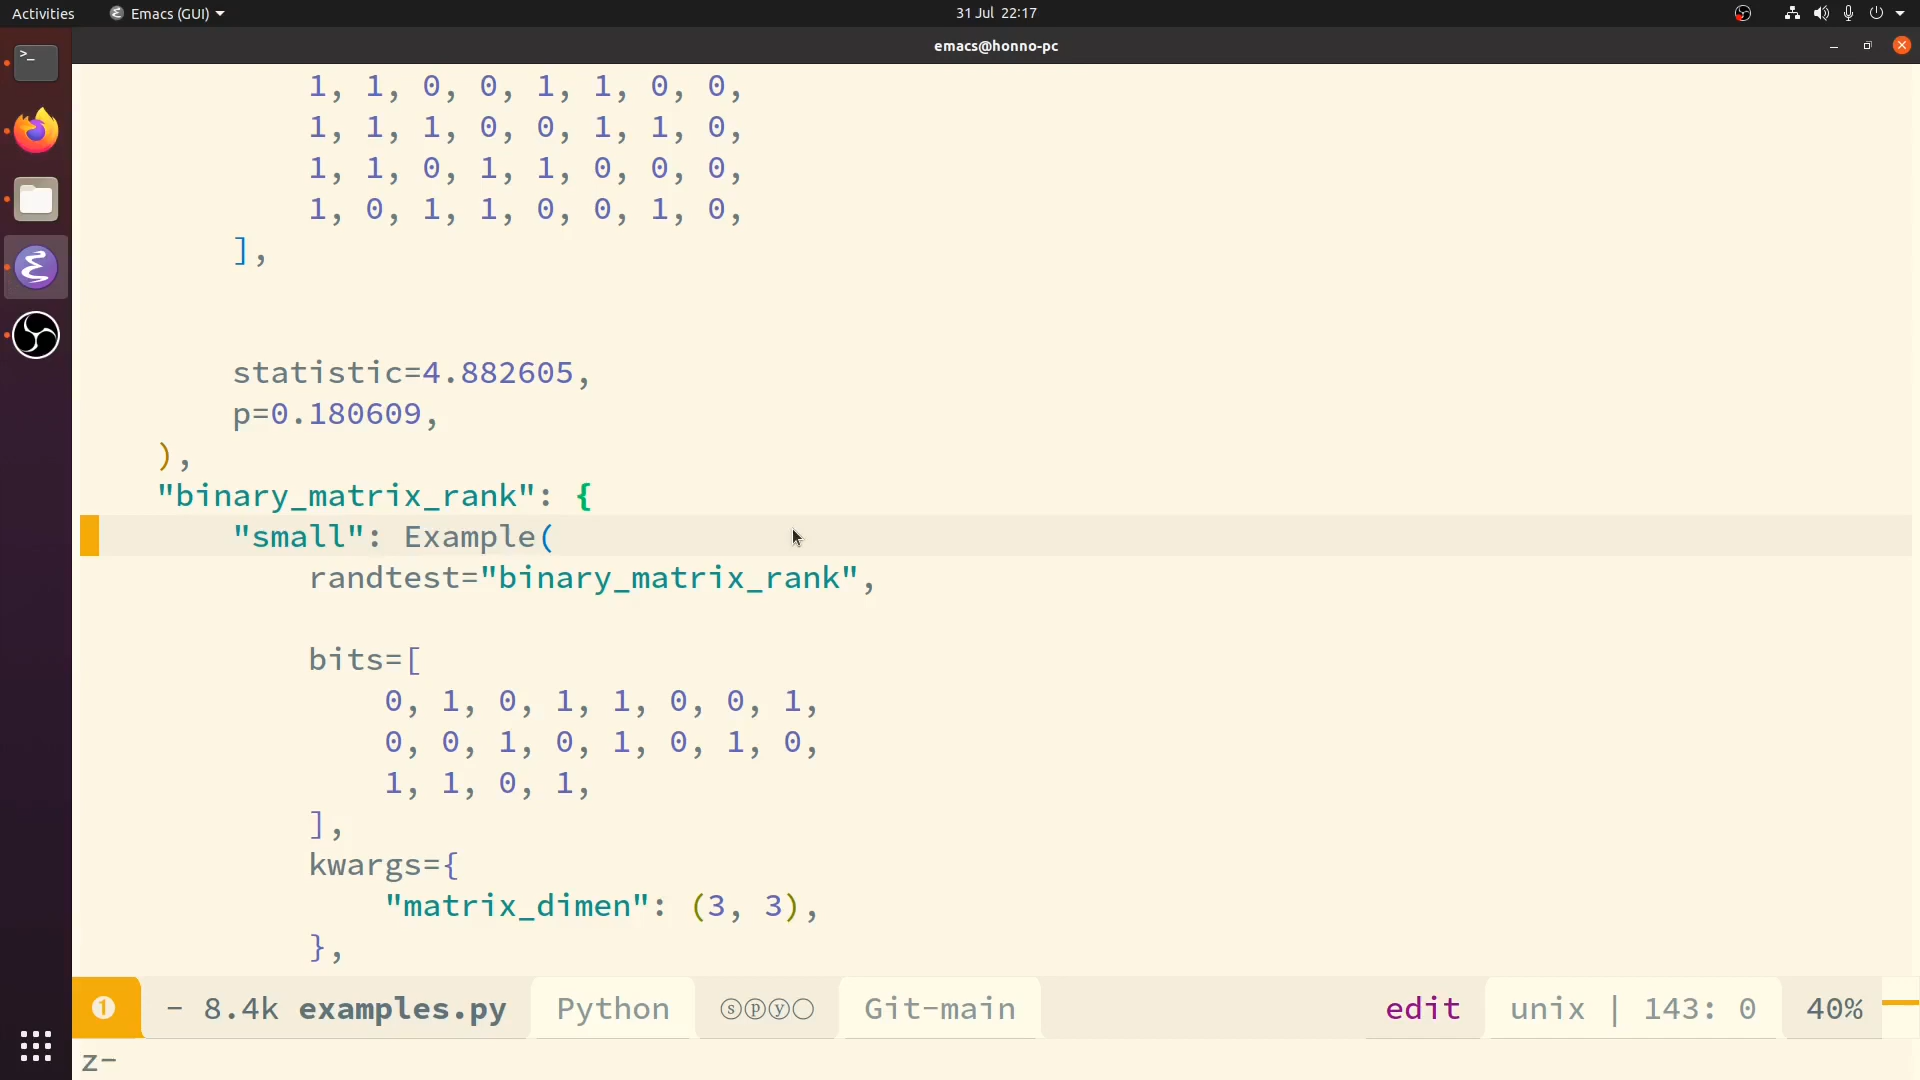 Activities
Emacs (GUI)
31 Jul 22:17
emacs@honno-pc
1, 1, 0, 0, 1, 1, 0, 0,
1, 1, 1, 0, 0, 1, 1, 0,
1, 1, 0, 1, 1, 0, 0, 0,
1, 0, 1, 1, 0, 0, 1, 0,
],
statistic=4.882605,
p=0.180609,
),
"binary_matrix_rank": {
"small": Example(
randtest="binary_matrix_rank",
bits=[
0, 1, 0, 1, 1, 0, 0, 1,
0, 0, 1, 0, 1, 0, 1, 0,
1, 1, 0, 1,
],
kwargs={
"matrix_dimen": (3, 3),
},
❶ - 8.4k examples.py Python ⓢⓟⓨ○ Git-main edit unix | 143: 0 40%
z-